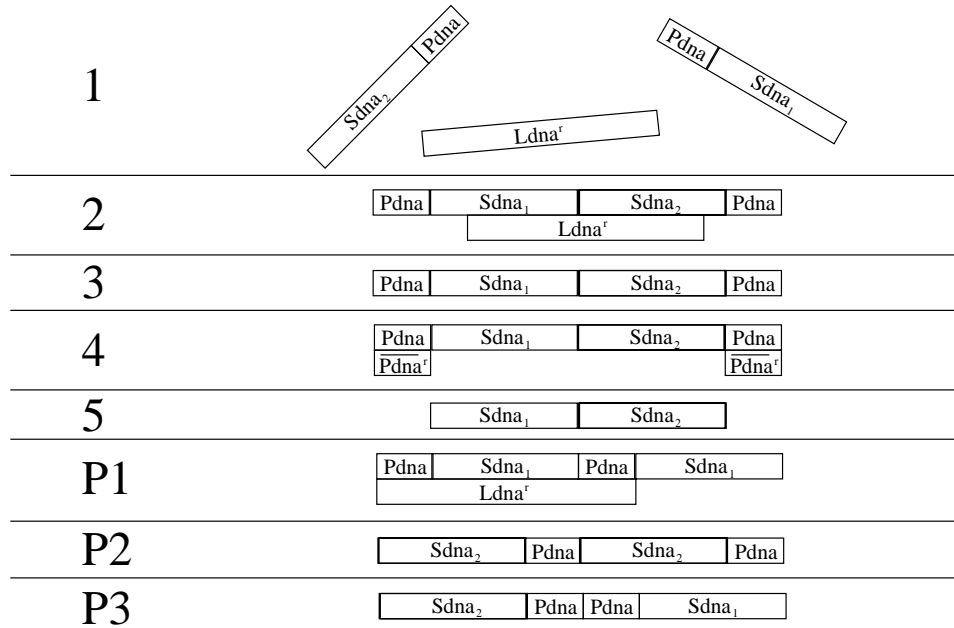 1 Sdna₂ Pdna Ldnaʳ Pdna Sdna₁
2 Pdna Sdna₁ Sdna₂ Pdna
Ldnaʳ
3 Pdna Sdna₁ Sdna₂ Pdna
4 Pdna Sdna₁ Sdna₂ Pdna
P̅d̅n̅a̅ʳ P̅d̅n̅a̅ʳ
5 Sdna₁ Sdna₂
P1 Pdna Sdna₁ Pdna Sdna₁
Ldnaʳ
P2 Sdna₂ Pdna Sdna₂ Pdna
P3 Sdna₂ Pdna Pdna Sdna₁